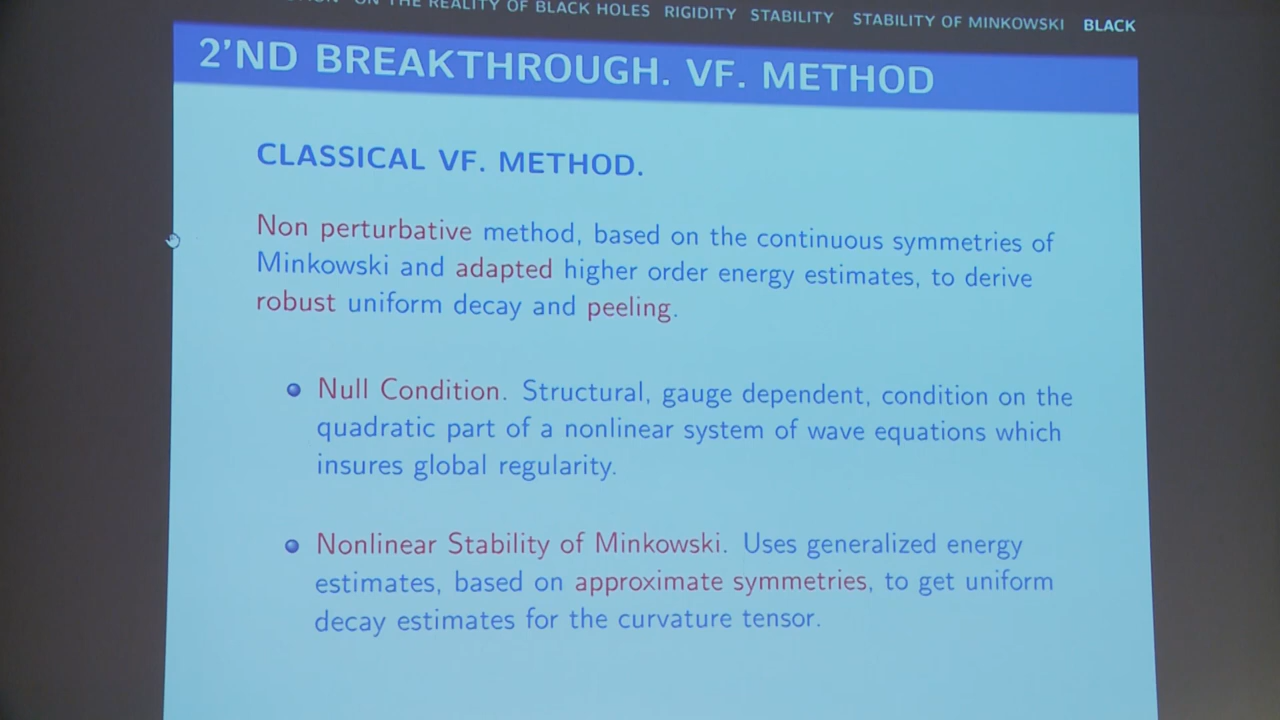 ON THE REALITY OF BLACK HOLES RIGIDITY STABILITY STABILITY OF MINKOWSKI BLACK
2'ND BREAKTHROUGH. VF. METHOD
CLASSICAL VF. METHOD.
Non perturbative method, based on the continuous symmetries of
Minkowski and adapted higher order energy estimates, to derive
robust uniform decay and peeling.
Null Condition. Structural, gauge dependent, condition on the
quadratic part of a nonlinear system of wave equations which
insures global regularity.
Nonlinear Stability of Minkowski. Uses generalized energy
estimates, based on approximate symmetries, to get uniform
decay estimates for the curvature tensor.